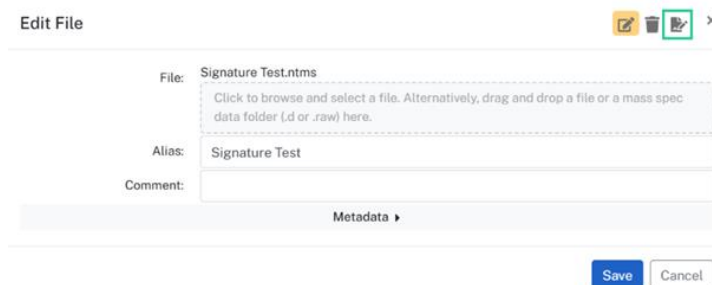 Edit File
File:
Signature Test.ntms
Click to browse and select a file. Alternatively, drag and drop a file or a mass spec
data folder (.d or .raw) here.
Alias:
Signature Test
Comment:
Metadata
Save
Cancel